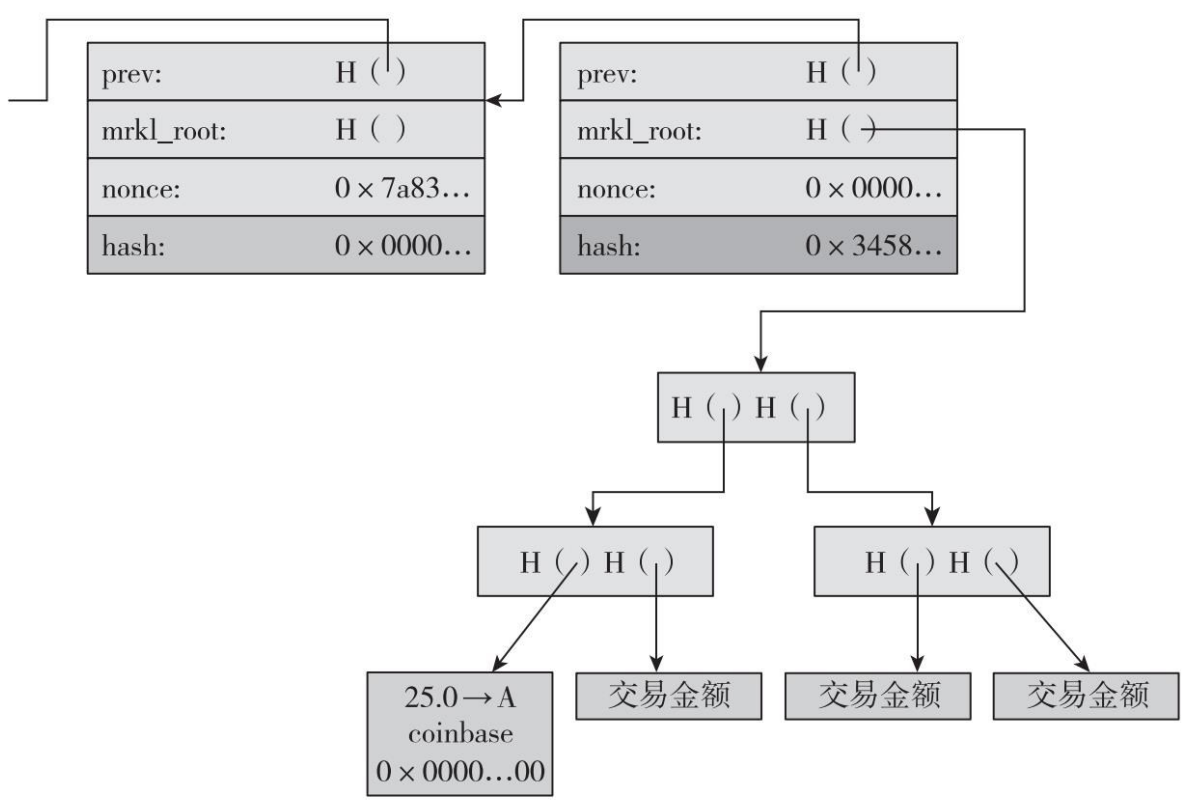 prev: H ( )
mrkl_root: H ( )
nonce: 0 × 7a83…
hash: 0 × 0000…
prev: H ( )
mrkl_root: H ( )
nonce: 0 × 0000…
hash: 0 × 3458…
H ( ) H ( )
H ( ) H ( )
H ( ) H ( )
25.0→A
coinbase
0 × 0000…00
交易金额
交易金额
交易金额